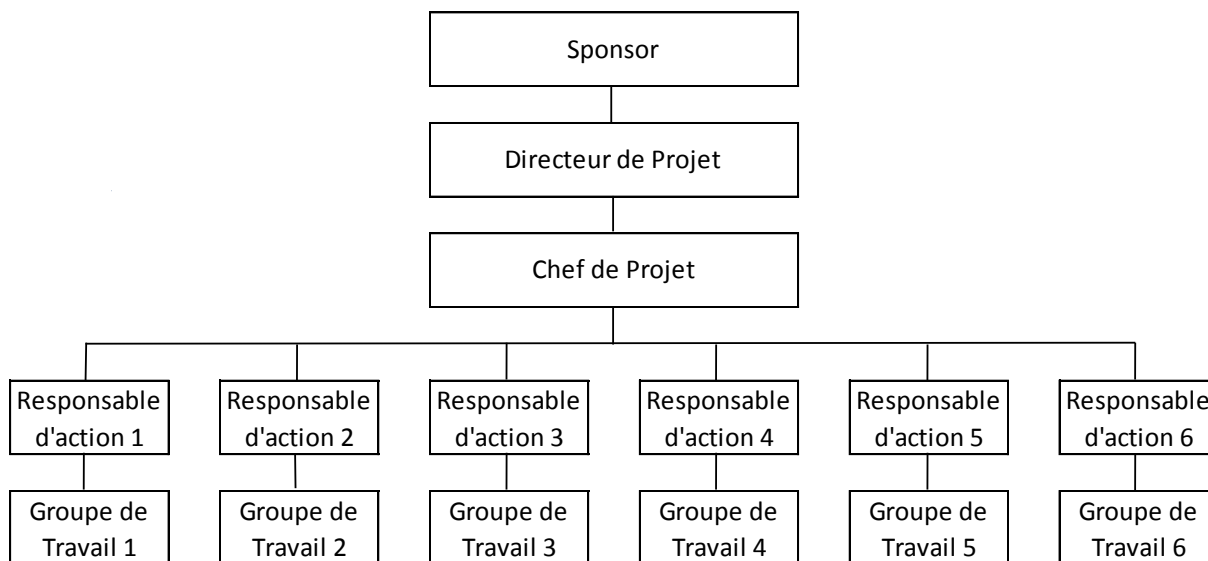 Sponsor
Directeur de Projet
Chef de Projet
Responsable
d'action 1
Responsable
d'action 2
Responsable
d'action 3
Responsable
d'action 4
Responsable
d'action 5
Responsable
d'action 6
Groupe de
Travail 1
Groupe de
Travail 2
Groupe de
Travail 3
Groupe de
Travail 4
Groupe de
Travail 5
Groupe de
Travail 6